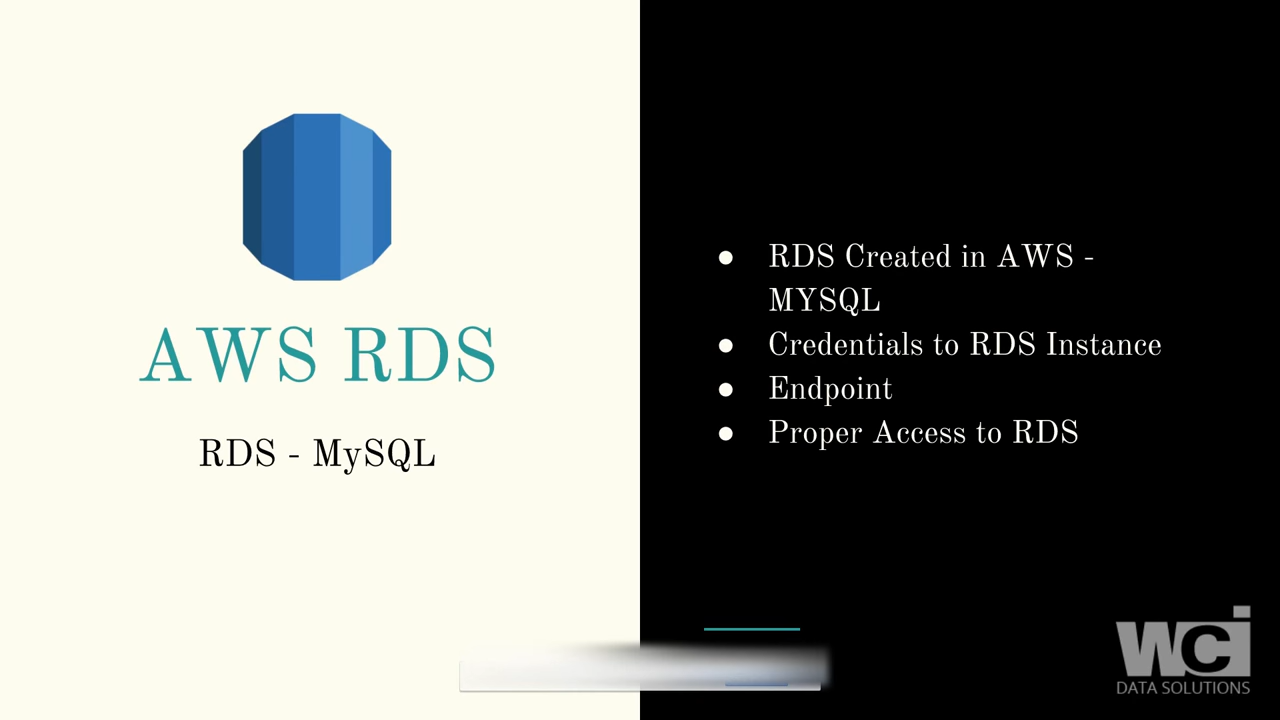 AWS RDS
RDS - MySQL
● RDS Created in AWS -
MYSQL
● Credentials to RDS Instance
● Endpoint
● Proper Access to RDS
WCi
DATA SOLUTIONS